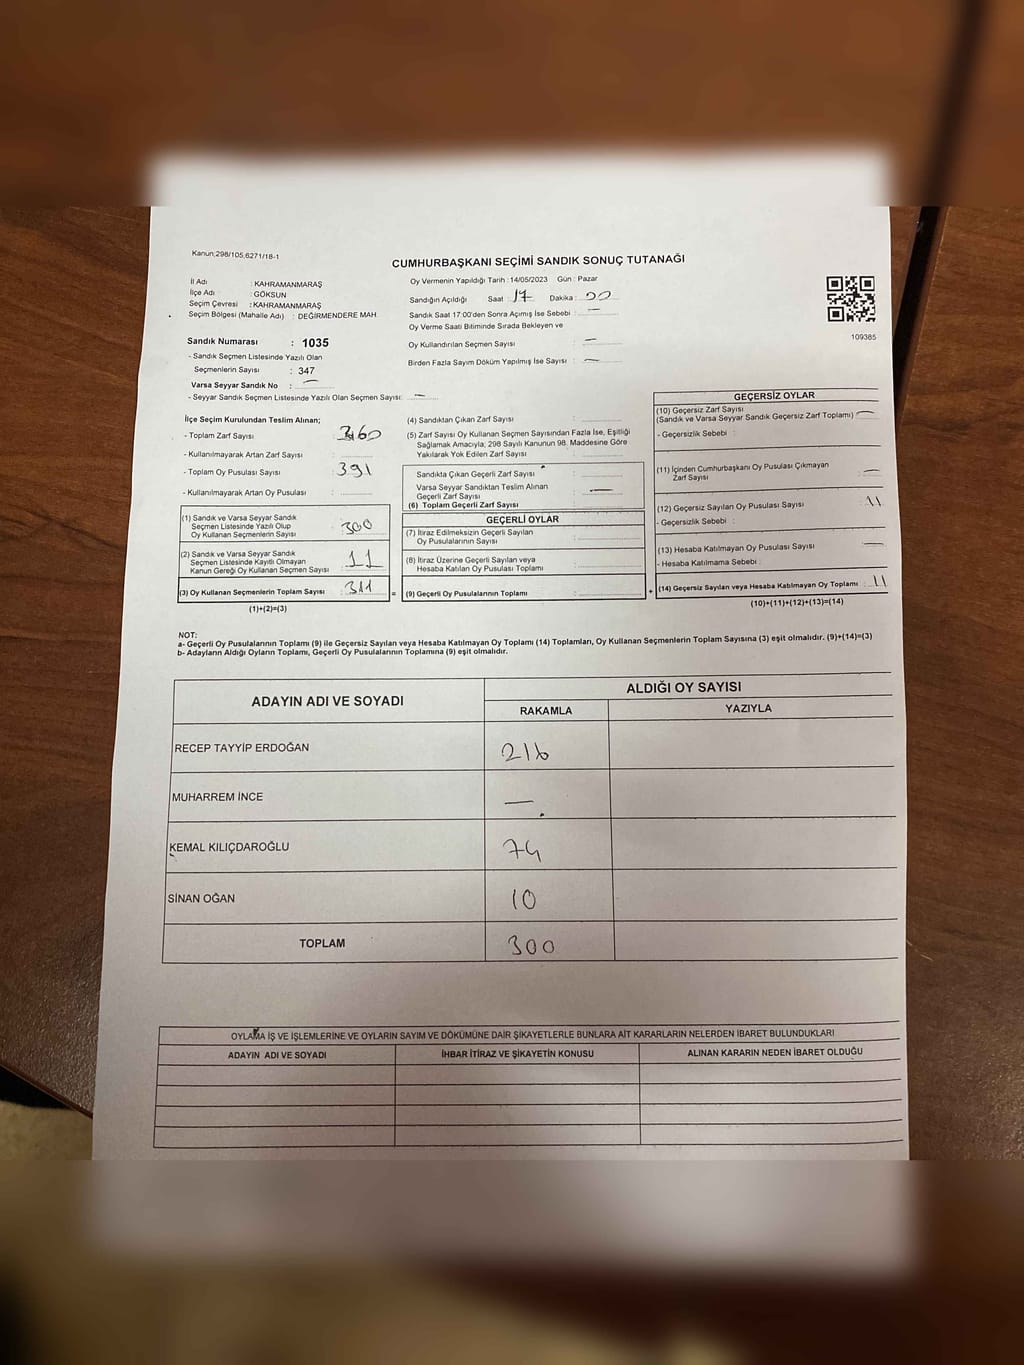 Kanun;298/105,6271/18-1
CUMHURBAŞKANI SEÇİMİ SANDIK SONUÇ TUTANAĞI
İl Adı : KAHRAMANMARAŞ
İlçe Adı : GÖKSUN
Seçim Çevresi : KAHRAMANMARAŞ
Seçim Bölgesi (Mahalle Adı) : DEĞİRMENDERE MAH
Oy Vermenin Yapıldığı Tarih : 14/05/2023 Gün : Pazar
Sandığın Açıldığı Saat : 17 Dakika : 00
Sandık Saat 17:00'den Sonra Açımış İse Sebebi : —
Oy Verme Saati Bitiminde Sırada Bekleyen ve
Oy Kullandırılan Seçmen Sayısı : —
Birden Fazla Sayım Döküm Yapılmış İse Sayısı : —
109385
Sandık Numarası : 1035
- Sandık Seçmen Listesinde Yazılı Olan
Seçmenlerin Sayısı : 347
Varsa Seyyar Sandık No : —
- Seyyar Sandık Seçmen Listesinde Yazılı Olan Seçmen Sayısı: —
İlçe Seçim Kurulundan Teslim Alınan;
- Toplam Zarf Sayısı : 360
- Kullanılmayarak Artan Zarf Sayısı :
- Toplam Oy Pusulası Sayısı : 391
- Kullanılmayarak Artan Oy Pusulası :
(1) Sandık ve Varsa Seyyar Sandık
Seçmen Listesinde Yazılı Olup
Oy Kullanan Seçmenlerin Sayısı : 300
(2) Sandık ve Varsa Seyyar Sandık
Seçmen Listesinde Kayıtlı Olmayan
Kanun Gereği Oy Kullanan Seçmen Sayısı : 11
(3) Oy Kullanan Seçmenlerin Toplam Sayısı : 311
(1)+(2)=(3)
(4) Sandıktan Çıkan Zarf Sayısı :
(5) Zarf Sayısı Oy Kullanan Seçmen Sayısından Fazla İse, Eşitliği
Sağlamak Amacıyla, 298 Sayılı Kanunun 98. Maddesine Göre
Yakılarak Yok Edilen Zarf Sayısı :
Sandıkta Çıkan Geçerli Zarf Sayısı :
Varsa Seyyar Sandıktan Teslim Alınan
Geçerli Zarf Sayısı : —
(6) Toplam Geçerli Zarf Sayısı
GEÇERLİ OYLAR
(7) İtiraz Edilmeksizin Geçerli Sayılan
Oy Pusulalarının Sayısı :
(8) İtiraz Üzerine Geçerli Sayılan veya
Hesaba Katılan Oy Pusulası Toplamı :
= (9) Geçerli Oy Pusulalarının Toplamı :
GEÇERSİZ OYLAR
(10) Geçersiz Zarf Sayısı
(Sandık ve Varsa Seyyar Sandık Geçersiz Zarf Toplamı) : —
- Geçersizlik Sebebi :
(11) İçinden Cumhurbaşkanı Oy Pusulası Çıkmayan
Zarf Sayısı : —
(12) Geçersiz Sayılan Oy Pusulası Sayısı : 11
- Geçersizlik Sebebi :
(13) Hesaba Katılmayan Oy Pusulası Sayısı : —
- Hesaba Katılmama Sebebi :
+ (14) Geçersiz Sayılan veya Hesaba Katılmayan Oy Toplamı : 11
(10)+(11)+(12)+(13)=(14)
NOT:
a- Geçerli Oy Pusulalarının Toplamı (9) ile Geçersiz Sayılan veya Hesaba Katılmayan Oy Toplamı (14) Toplamları, Oy Kullanan Seçmenlerin Toplam Sayısına (3) eşit olmalıdır. (9)+(14)=(3)
b- Adayların Aldığı Oyların Toplamı, Geçerli Oy Pusulalarının Toplamına (9) eşit olmalıdır.
ADAYIN ADI VE SOYADI ALDIĞI OY SAYISI
RAKAMLA YAZIYLA
RECEP TAYYİP ERDOĞAN 216
MUHARREM İNCE —
KEMAL KILIÇDAROĞLU 74
SİNAN OĞAN 10
TOPLAM 300
OYLAMA İŞ VE İŞLEMLERİNE VE OYLARIN SAYIM VE DÖKÜMÜNE DAİR ŞİKAYETLERLE BUNLARA AİT KARARLARIN NELERDEN İBARET BULUNDUKLARI
ADAYIN ADI VE SOYADI İHBAR İTİRAZ VE ŞİKAYETİN KONUSU ALINAN KARARIN NEDEN İBARET OLDUĞU